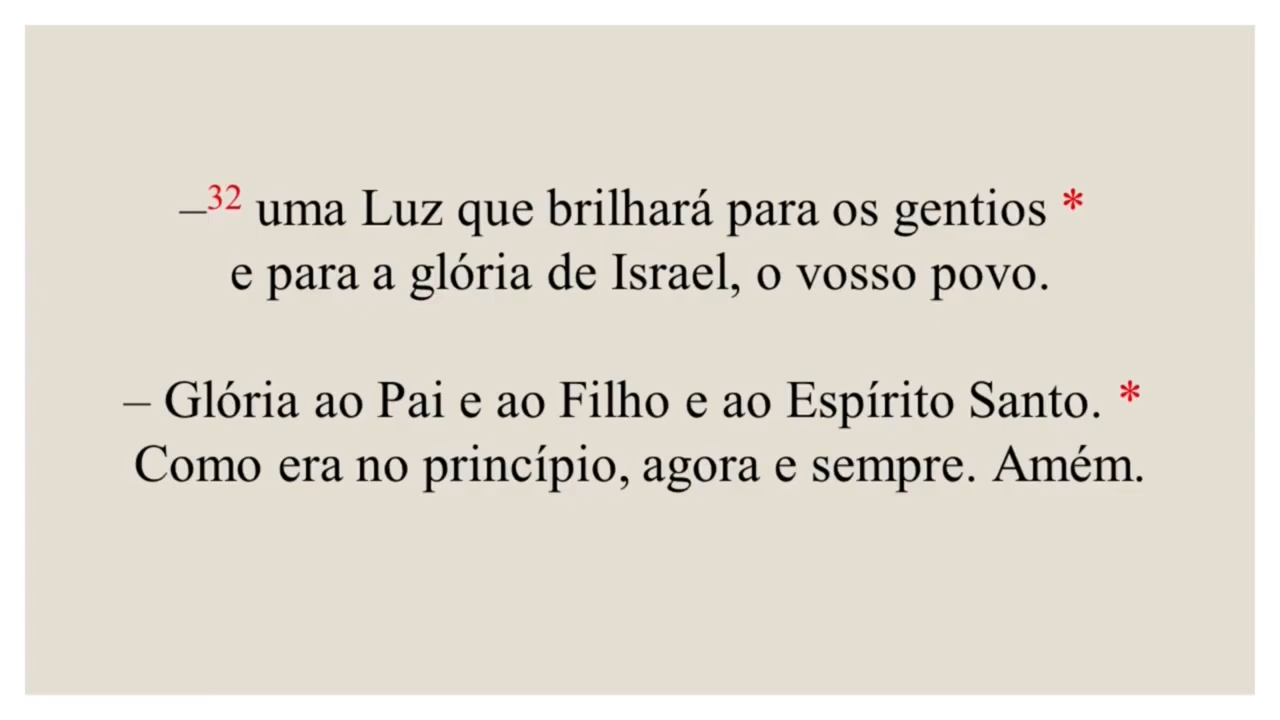 –32 uma Luz que brilhará para os gentios *
e para a glória de Israel, o vosso povo.
– Glória ao Pai e ao Filho e ao Espírito Santo. *
Como era no princípio, agora e sempre. Amém.